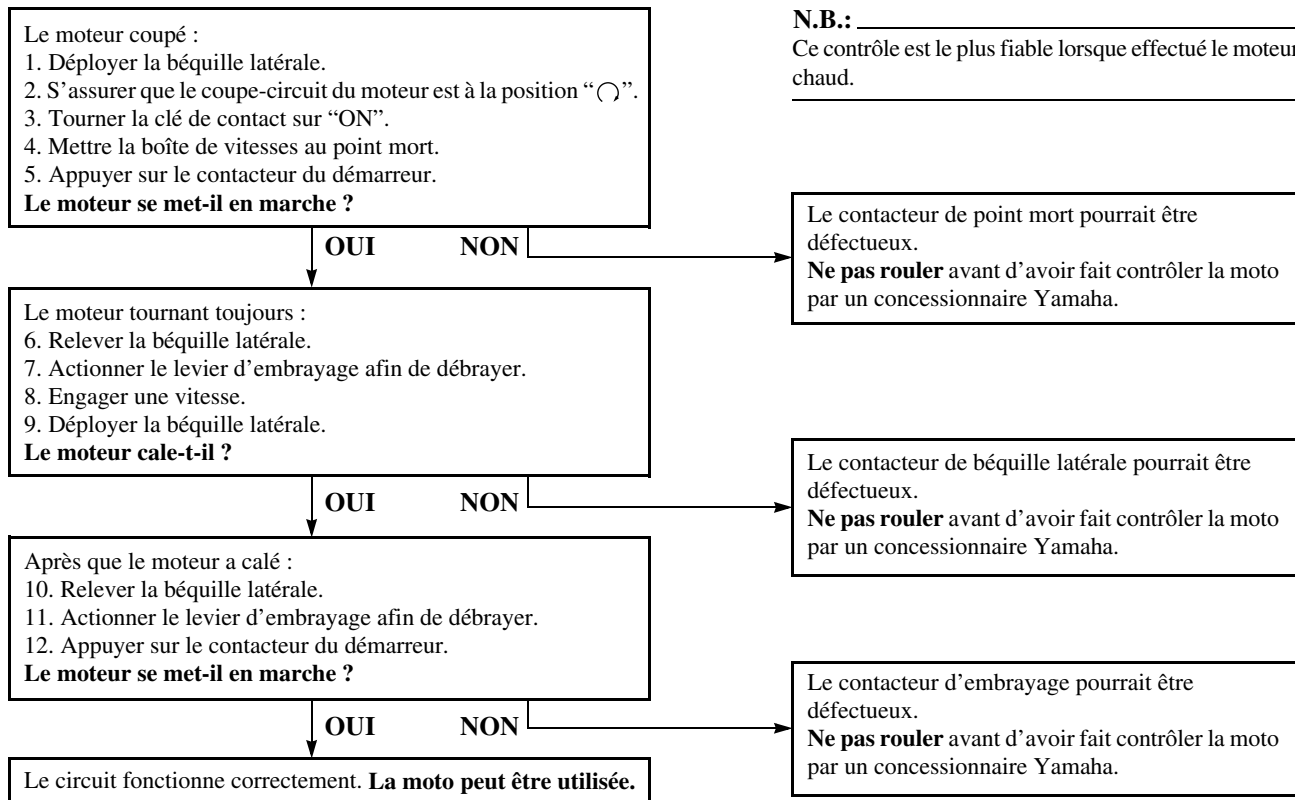 Le moteur coupé :
1. Déployer la béquille latérale.
2. S’assurer que le coupe-circuit du moteur est à la position “”.
3. Tourner la clé de contact sur “ON”.
4. Mettre la boîte de vitesses au point mort.
5. Appuyer sur le contacteur du démarreur.
Le moteur se met-il en marche ?
N.B.:
Ce contrôle est le plus fiable lorsque effectué le moteur
chaud.
OUI NON
Le contacteur de point mort pourrait être
défectueux.
Ne pas rouler avant d’avoir fait contrôler la moto
par un concessionnaire Yamaha.
Le moteur tournant toujours :
6. Relever la béquille latérale.
7. Actionner le levier d’embrayage afin de débrayer.
8. Engager une vitesse.
9. Déployer la béquille latérale.
Le moteur cale-t-il ?
OUI NON
Le contacteur de béquille latérale pourrait être
défectueux.
Ne pas rouler avant d’avoir fait contrôler la moto
par un concessionnaire Yamaha.
Après que le moteur a calé :
10. Relever la béquille latérale.
11. Actionner le levier d’embrayage afin de débrayer.
12. Appuyer sur le contacteur du démarreur.
Le moteur se met-il en marche ?
OUI NON
Le contacteur d’embrayage pourrait être
défectueux.
Ne pas rouler avant d’avoir fait contrôler la moto
par un concessionnaire Yamaha.
Le circuit fonctionne correctement. La moto peut être utilisée.